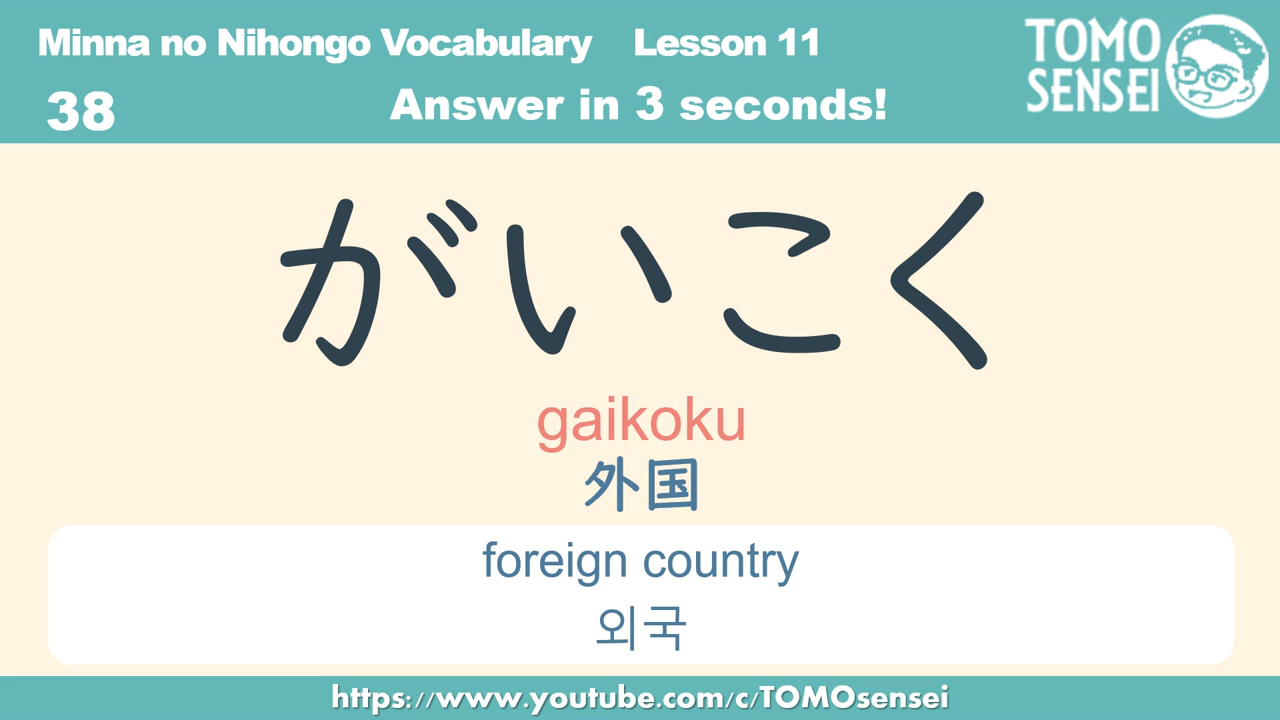 Minna no Nihongo Vocabulary Lesson 11
38 Answer in 3 seconds!
TOMO
SENSEI
がいこく
gaikoku
外国
foreign country
외국
https://www.youtube.com/c/TOMOsensei